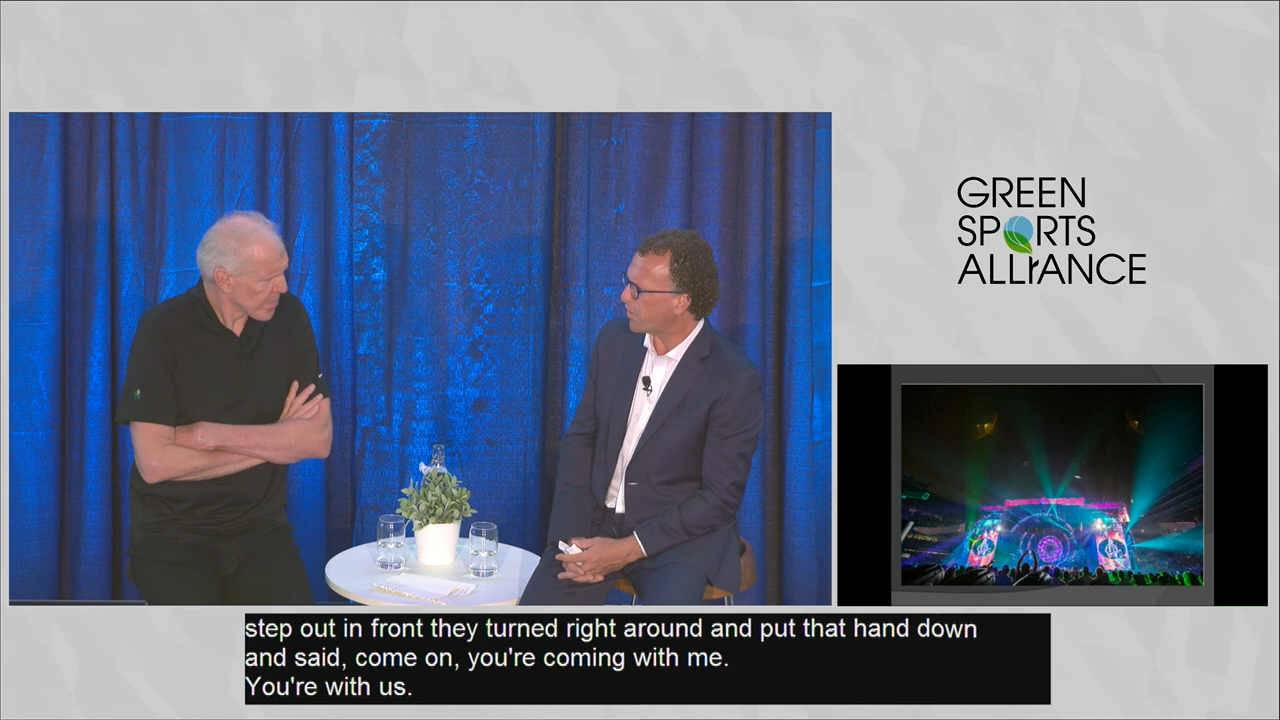 GREEN
SPORTS
ALLIANCE
step out in front they turned right around and put that hand down
and said, come on, you're coming with me.
You're with us.